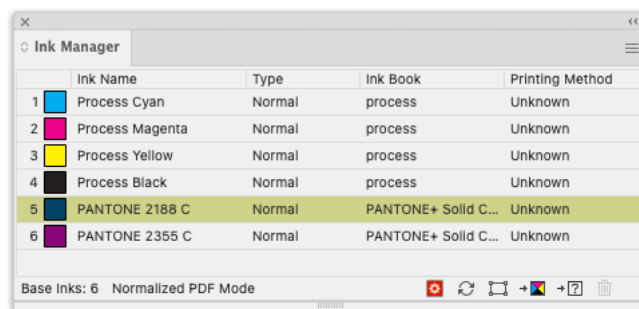 Ink Manager
Ink Name Type Ink Book Printing Method
1 Process Cyan Normal process Unknown
2 Process Magenta Normal process Unknown
3 Process Yellow Normal process Unknown
4 Process Black Normal process Unknown
5 PANTONE 2188 C Normal PANTONE+ Solid C... Unknown
6 PANTONE 2355 C Normal PANTONE+ Solid C... Unknown
Base Inks: 6 Normalized PDF Mode